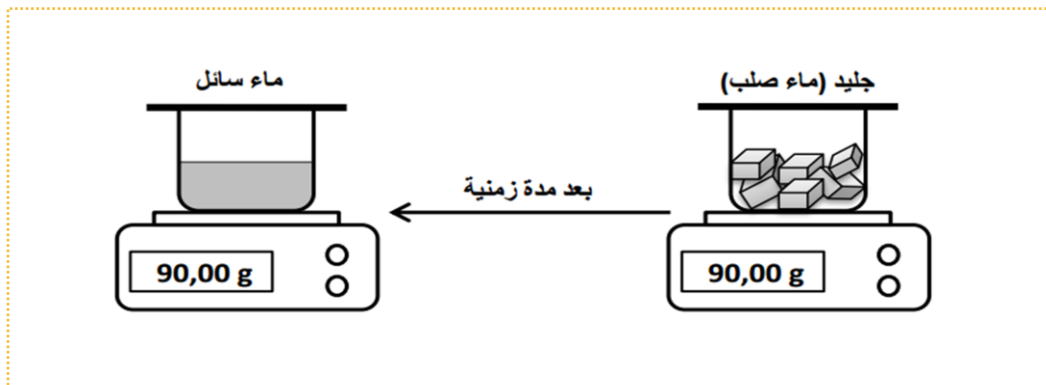 جليد (ماء صلب)
ماء سائل
بعد مدة زمنية
90,00 g
90,00 g